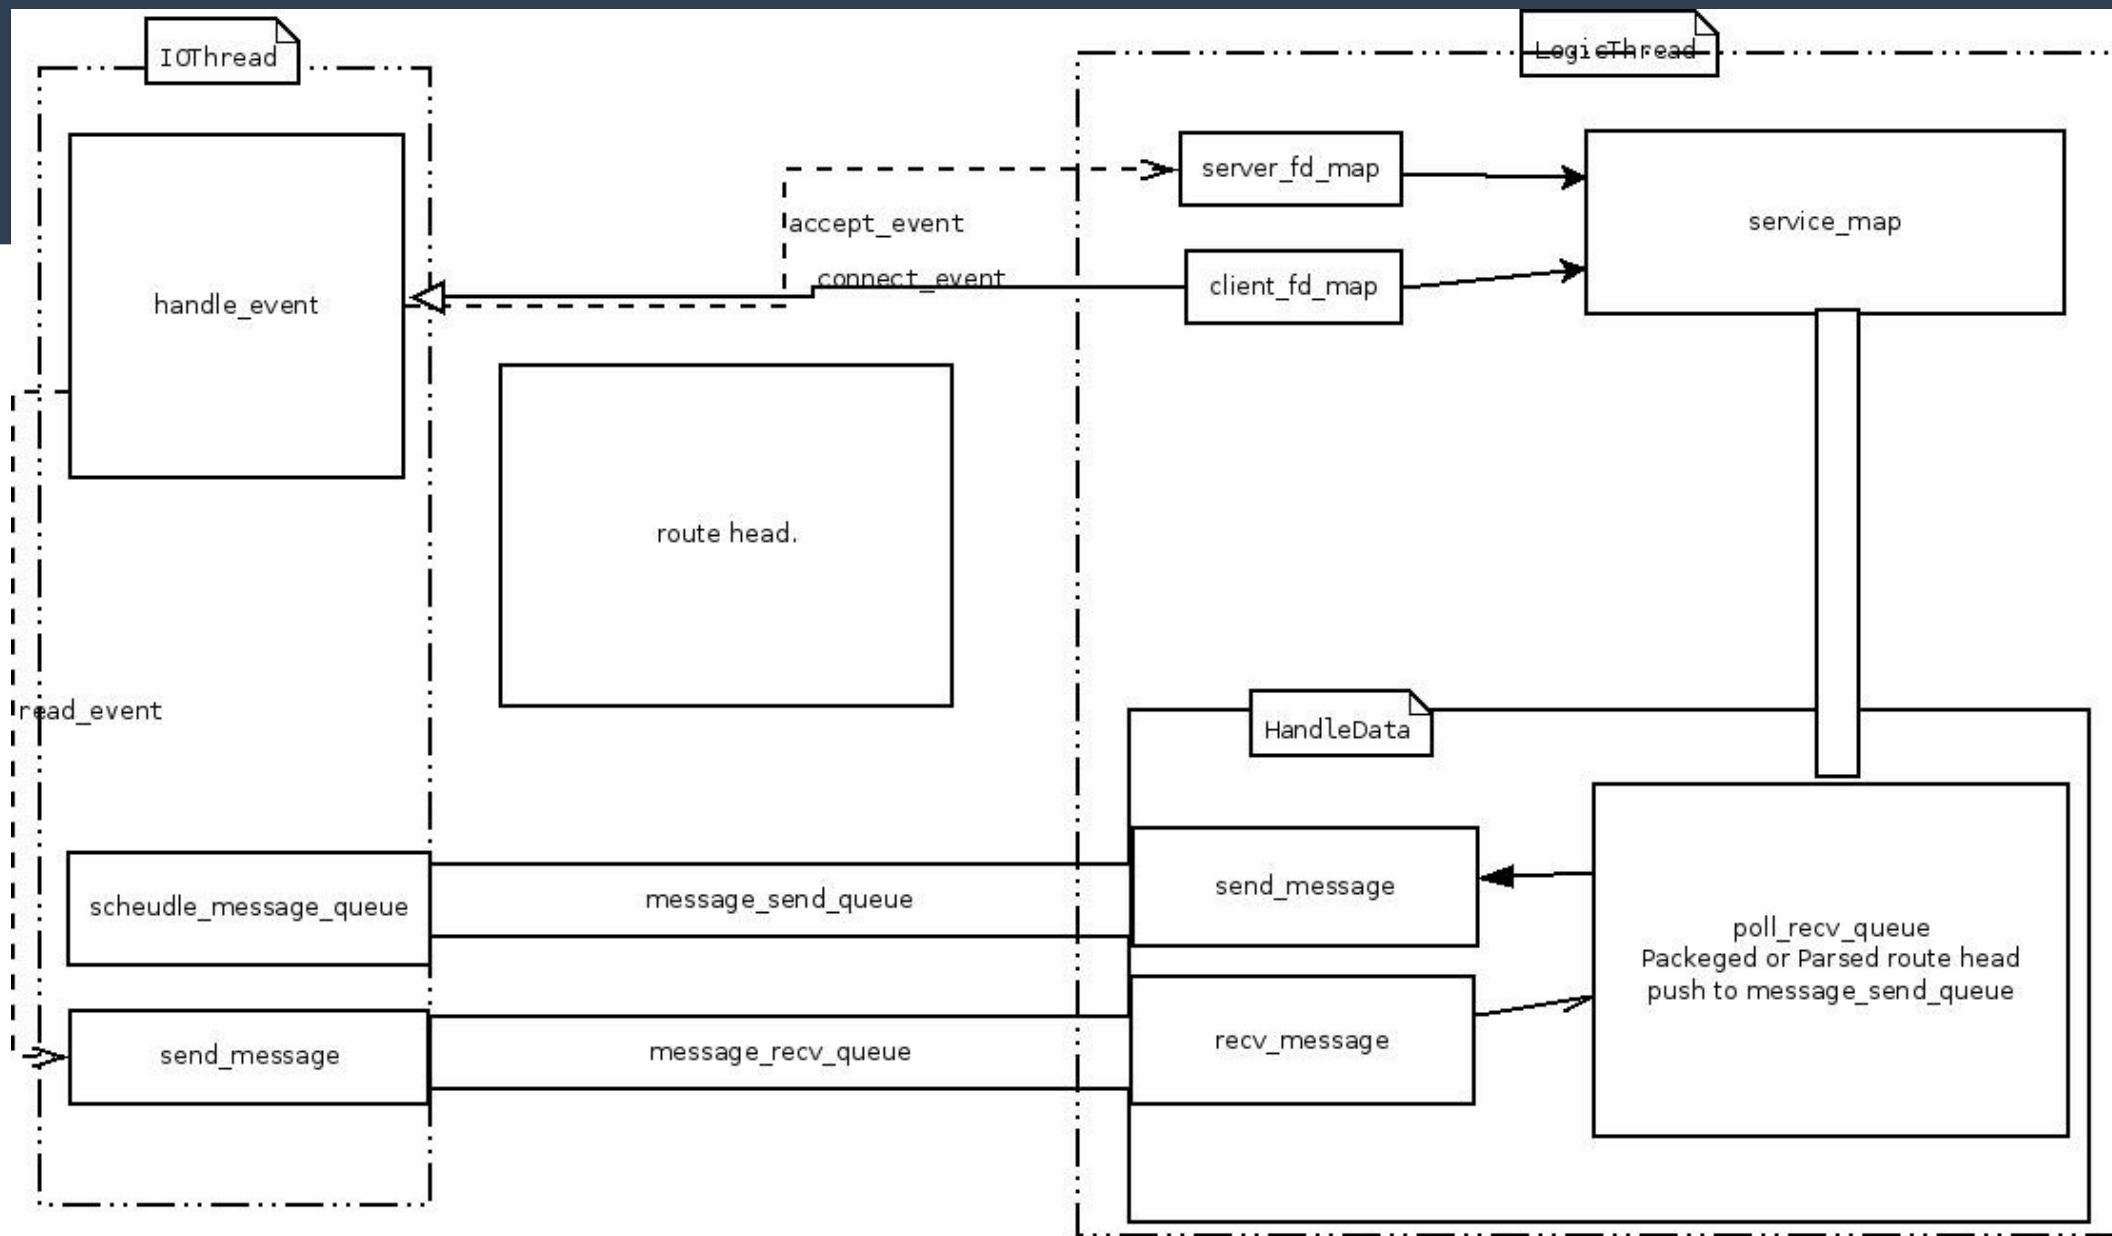 IOThread
LogicThread
server_fd_map
accept_event
service_map
connect_event
client_fd_map
handle_event
route head.
read_event
HandleData
scheudle_message_queue
message_send_queue
send_message
poll_recv_queue
Packeged or Parsed route head
push to message_send_queue
send_message
message_recv_queue
recv_message